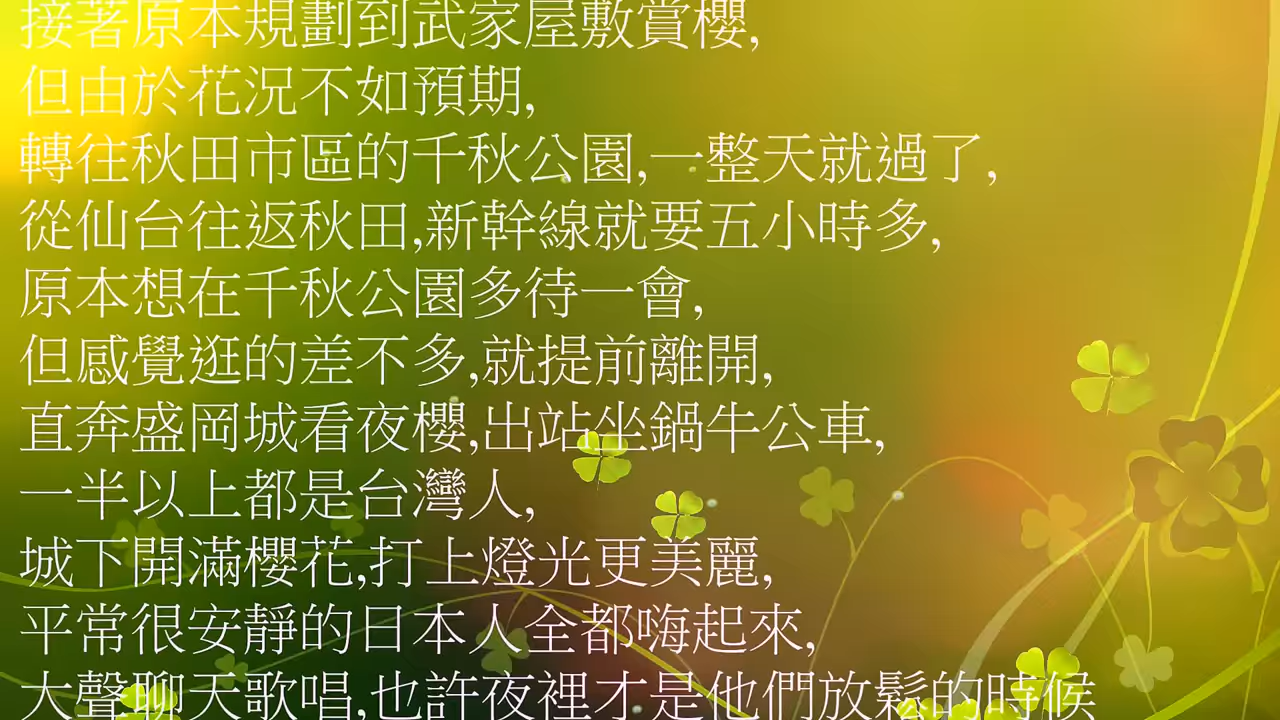 接著原本規劃到武家屋敷賞櫻,
但由於花況不如預期,
轉往秋田市區的千秋公園,一整天就過了,
從仙台往返秋田,新幹線就要五小時多,
原本想在千秋公園多待一會,
但感覺逛的差不多,就提前離開,
直奔盛岡城看夜櫻,出站坐鍋牛公車,
一半以上都是台灣人,
城下開滿櫻花,打上燈光更美麗,
平常很安靜的日本人全都嗨起來,
大聲聊天歌唱,也許夜裡才是他們放鬆的時候